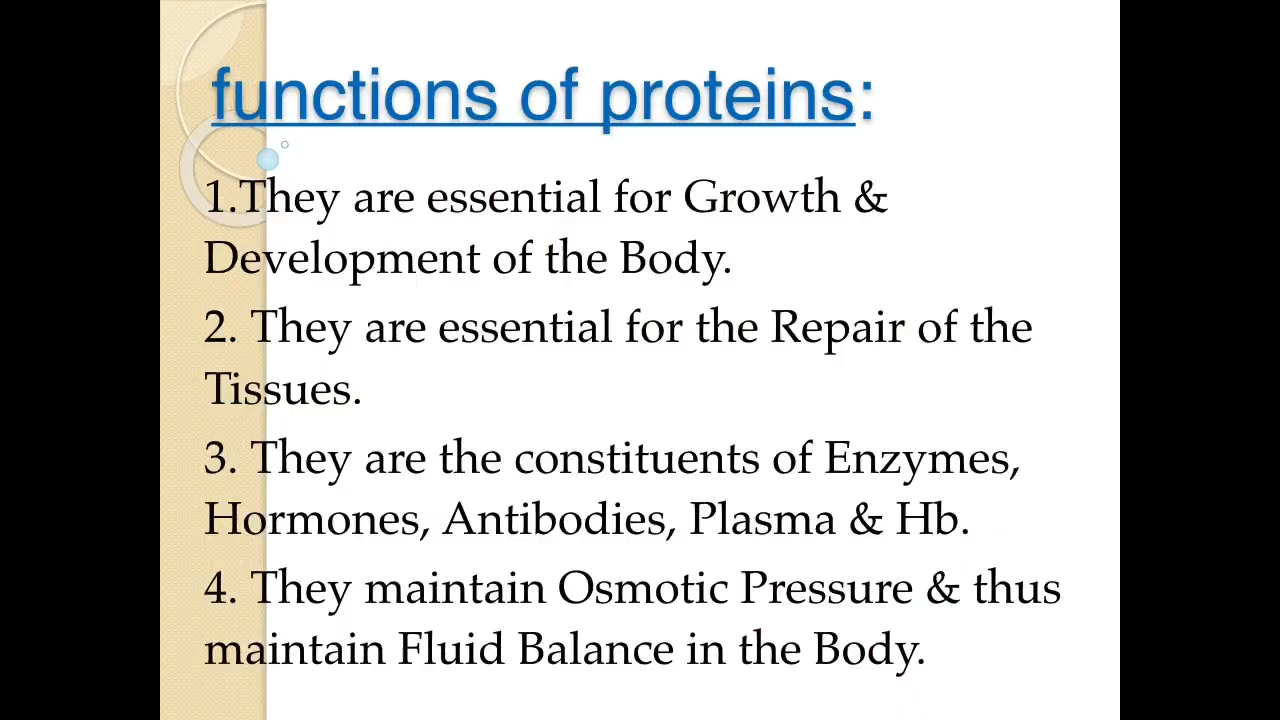 functions of proteins:
1.They are essential for Growth &
Development of the Body.
2. They are essential for the Repair of the
Tissues.
3. They are the constituents of Enzymes,
Hormones, Antibodies, Plasma & Hb.
4. They maintain Osmotic Pressure & thus
maintain Fluid Balance in the Body.